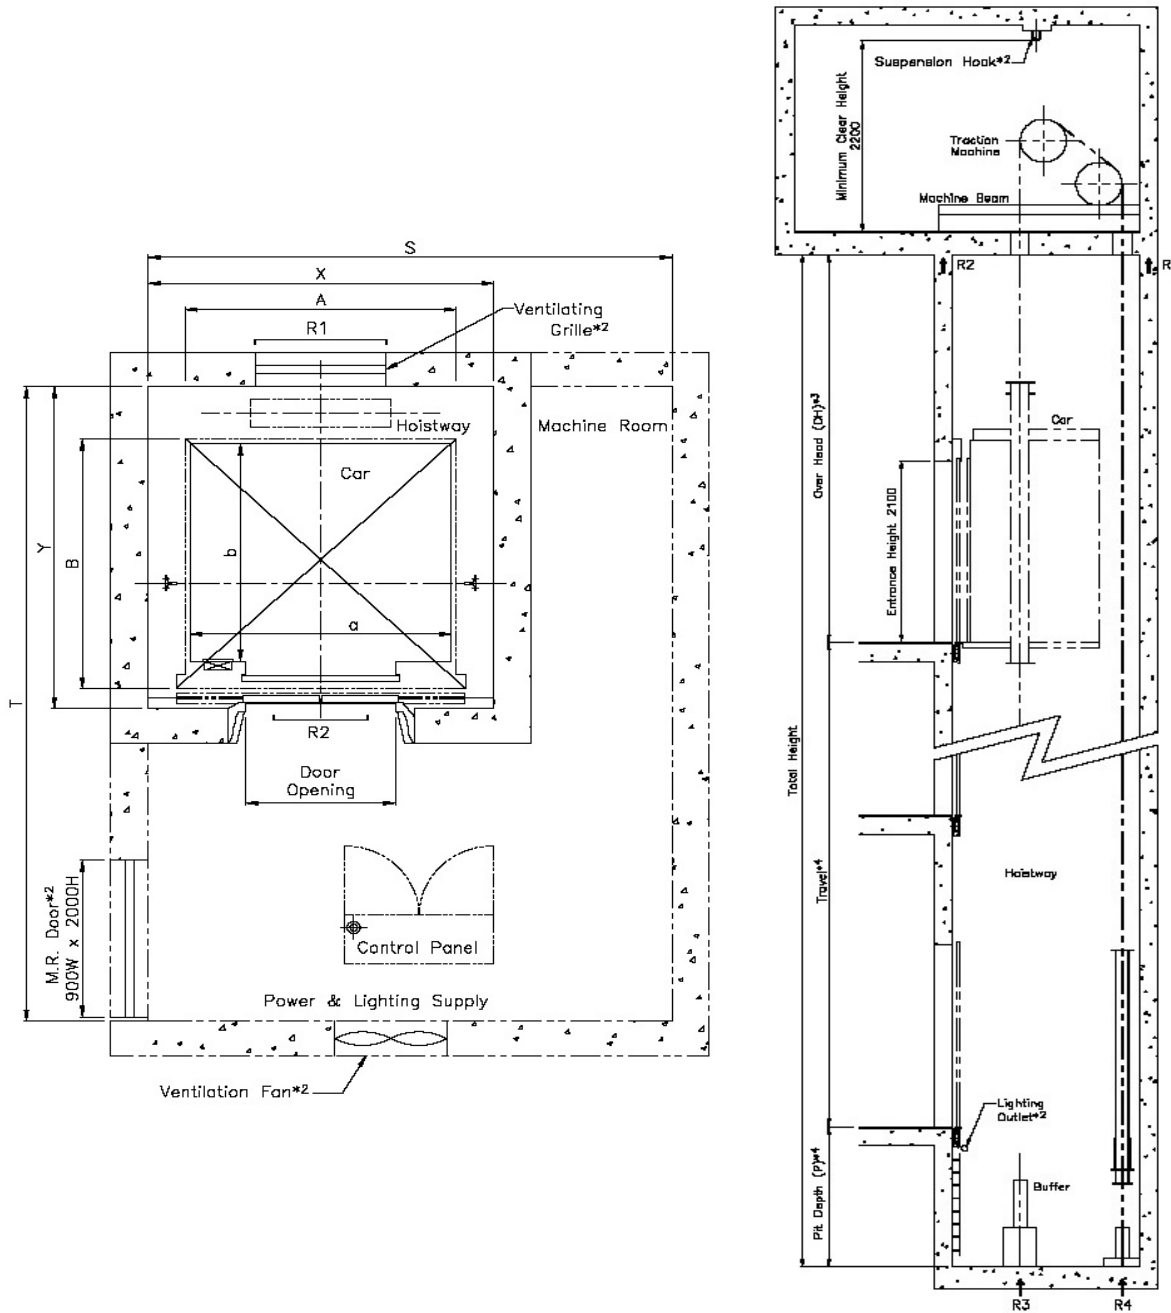 S
X
A
R1
Ventilating
Grille*2
Hoistway
Machine Room
Car
Y
B
b
a
T
R2
Door
Opening
M.R. Door*2
900W x 2000H
Control Panel
Power & Lighting Supply
Ventilation Fan*2
Suspension Hook*2
Minimum Clear Height
2200
Traction
Machine
Machine Beam
R2
R
Over Head (OH)*3
Car
Entrance Height 2100
Total Height
Travel*4
Hoistway
Lighting
Outlet*2
Pit Depth (P)*4
Buffer
R3
R4